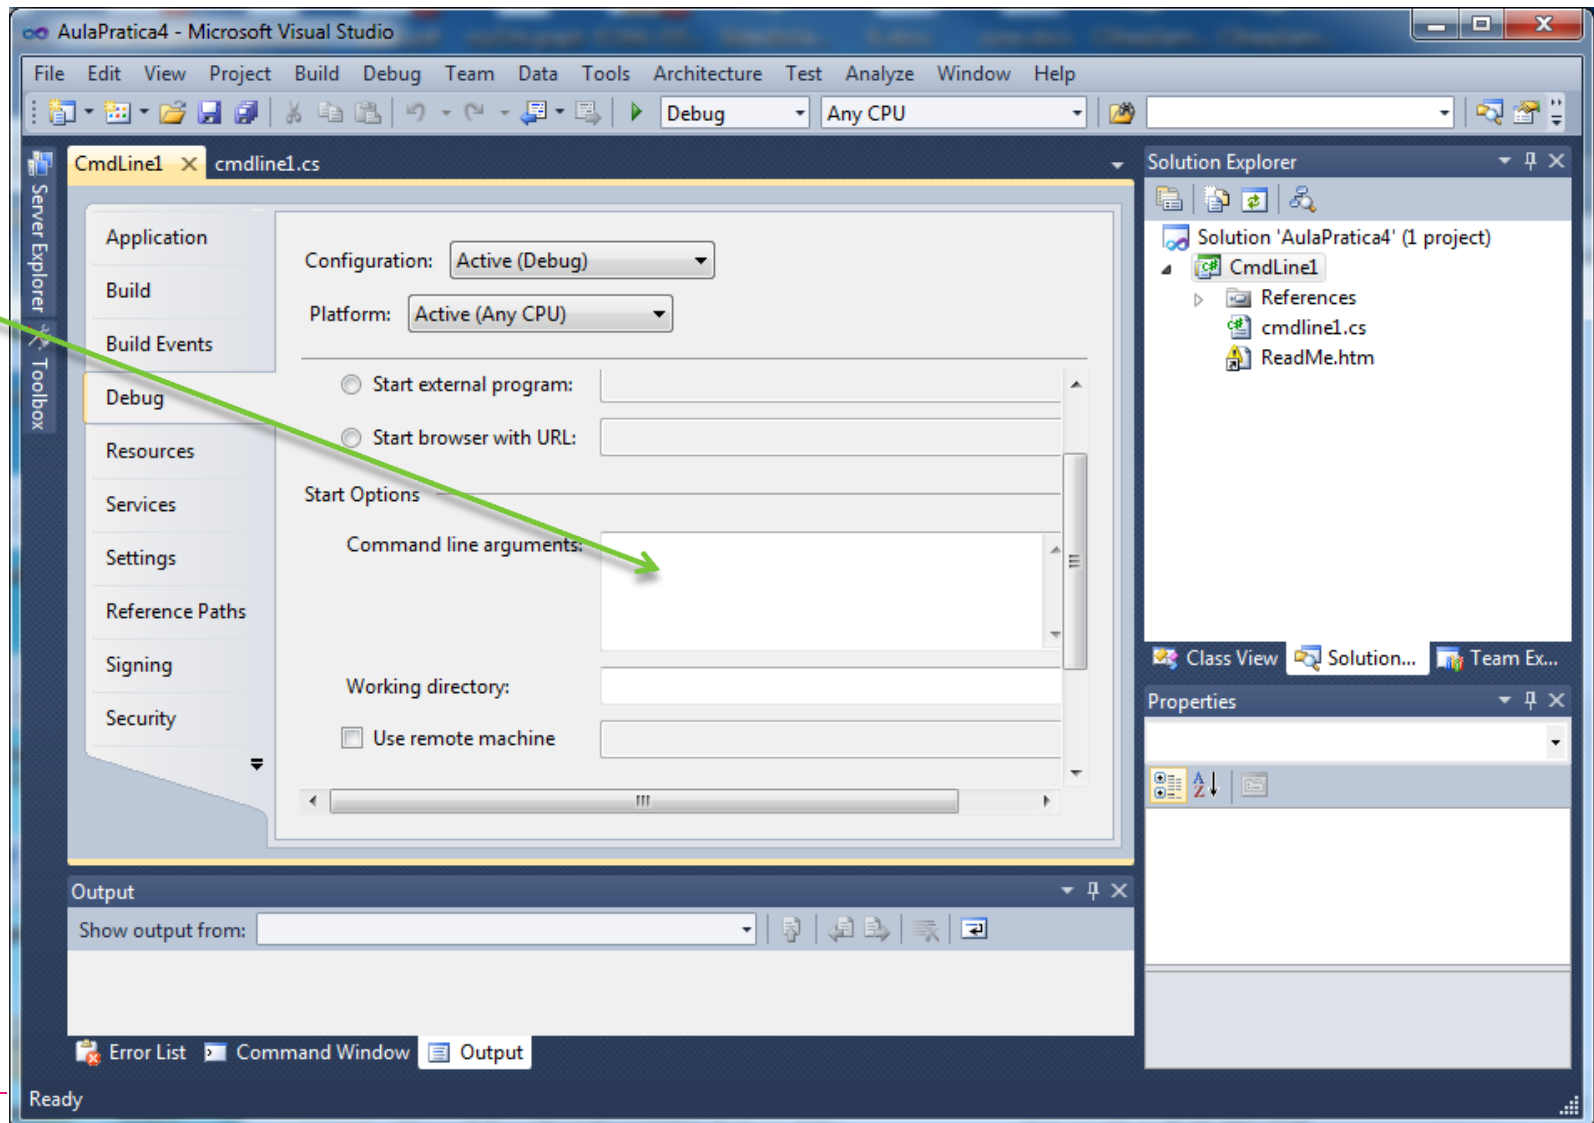 AulaPratica4 - Microsoft Visual Studio
File Edit View Project Build Debug Team Data Tools Architecture Test Analyze Window Help
Debug Any CPU
Server Explorer
Toolbox
CmdLine1 cmdline1.cs
Application
Build
Build Events
Debug
Resources
Services
Settings
Reference Paths
Signing
Security
Configuration: Active (Debug)
Platform: Active (Any CPU)
Start external program:
Start browser with URL:
Start Options
Command line arguments:
Working directory:
Use remote machine
Solution Explorer
Solution 'AulaPratica4' (1 project)
CmdLine1
References
cmdline1.cs
ReadMe.htm
Class View Solution... Team Ex...
Properties
Output
Show output from:
Error List Command Window Output
Ready